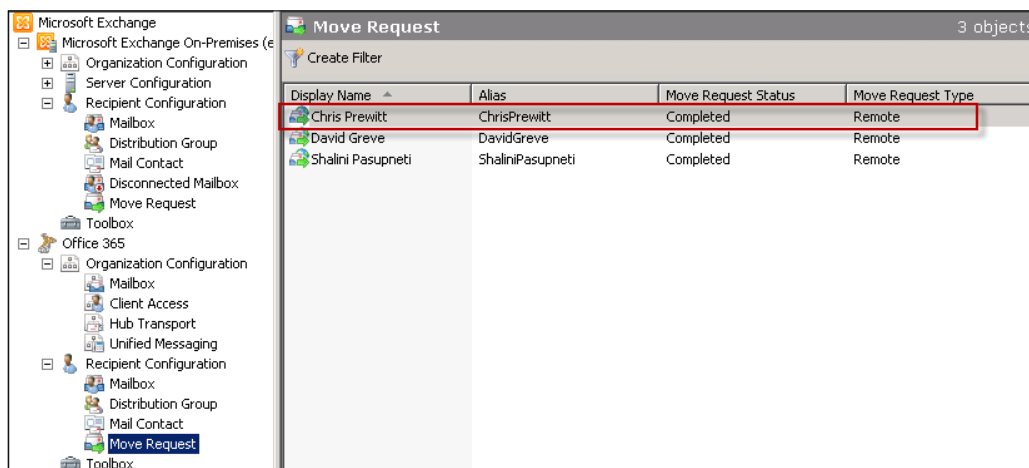 Microsoft Exchange
Microsoft Exchange On-Premises (e
Organization Configuration
Server Configuration
Recipient Configuration
Mailbox
Distribution Group
Mail Contact
Disconnected Mailbox
Move Request
Toolbox
Office 365
Organization Configuration
Mailbox
Client Access
Hub Transport
Unified Messaging
Recipient Configuration
Mailbox
Distribution Group
Mail Contact
Move Request
Toolbox
Move Request 3 objects
Create Filter
Display Name Alias Move Request Status Move Request Type
Chris Prewitt ChrisPrewitt Completed Remote
David Greve DavidGreve Completed Remote
Shalini Pasupneti ShaliniPasupneti Completed Remote